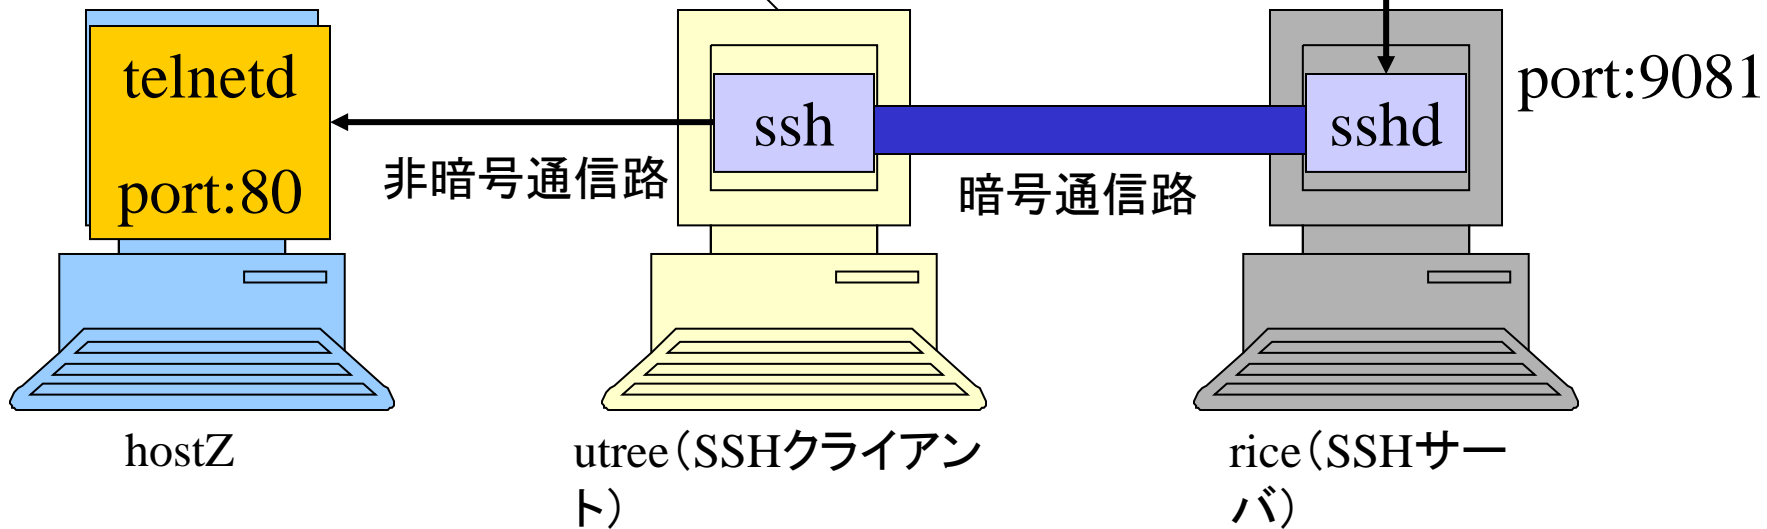 telnetd
port:80
非暗号通信路
ssh
暗号通信路
sshd
port:9081
hostZ
utree（SSHクライアン
ト）
rice（SSHサー
バ）